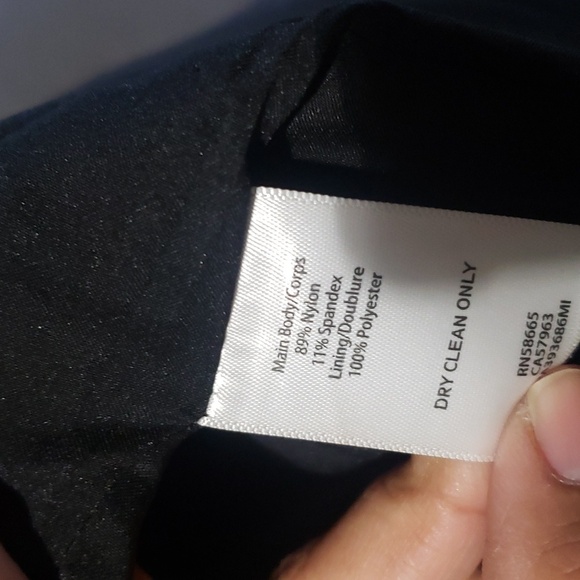 Main Body/Corps
89% Nylon
11% Spandex
Lining/Doublure
100% Polyester
DRY CLEAN ONLY
RN58665
CA57963